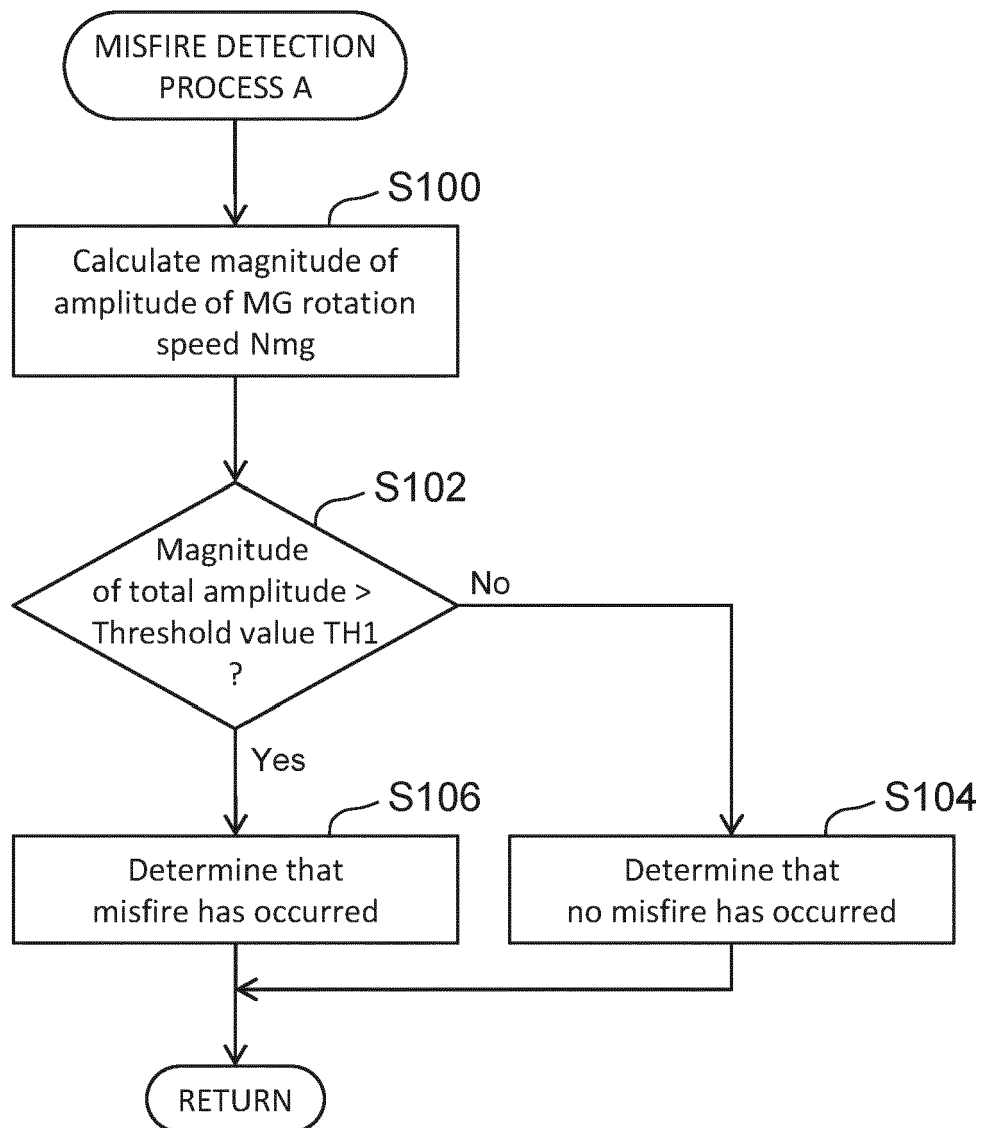 MISFIRE DETECTION
PROCESS A
S100
Calculate magnitude of
amplitude of MG rotation
speed Nmg
S102
Magnitude
of total amplitude >
Threshold value TH1
?
No
Yes
S106
Determine that
misfire has occurred
S104
Determine that
no misfire has occurred
RETURN